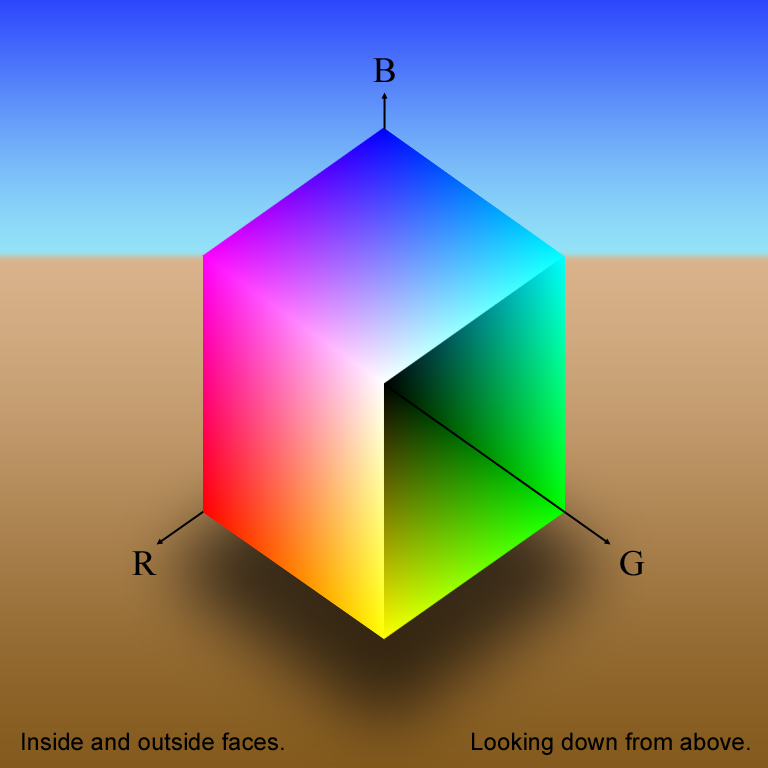 B
R
G
Inside and outside faces.
Looking down from above.